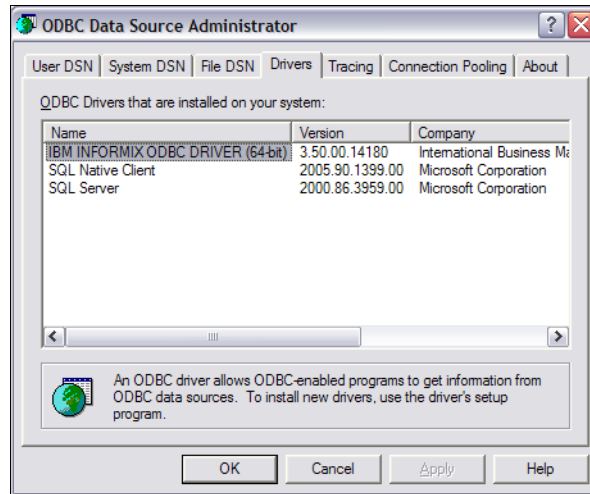 ODBC Data Source Administrator
User DSN System DSN File DSN Drivers Tracing Connection Pooling About
ODBC Drivers that are installed on your system:
Name Version Company
IBM INFORMIX ODBC DRIVER (64-bit) 3.50.00.14180 International Business Ma
SQL Native Client 2005.90.1399.00 Microsoft Corporation
SQL Server 2000.86.3959.00 Microsoft Corporation
An ODBC driver allows ODBC-enabled programs to get information from
ODBC data sources. To install new drivers, use the driver's setup
program.
OK Cancel Apply Help